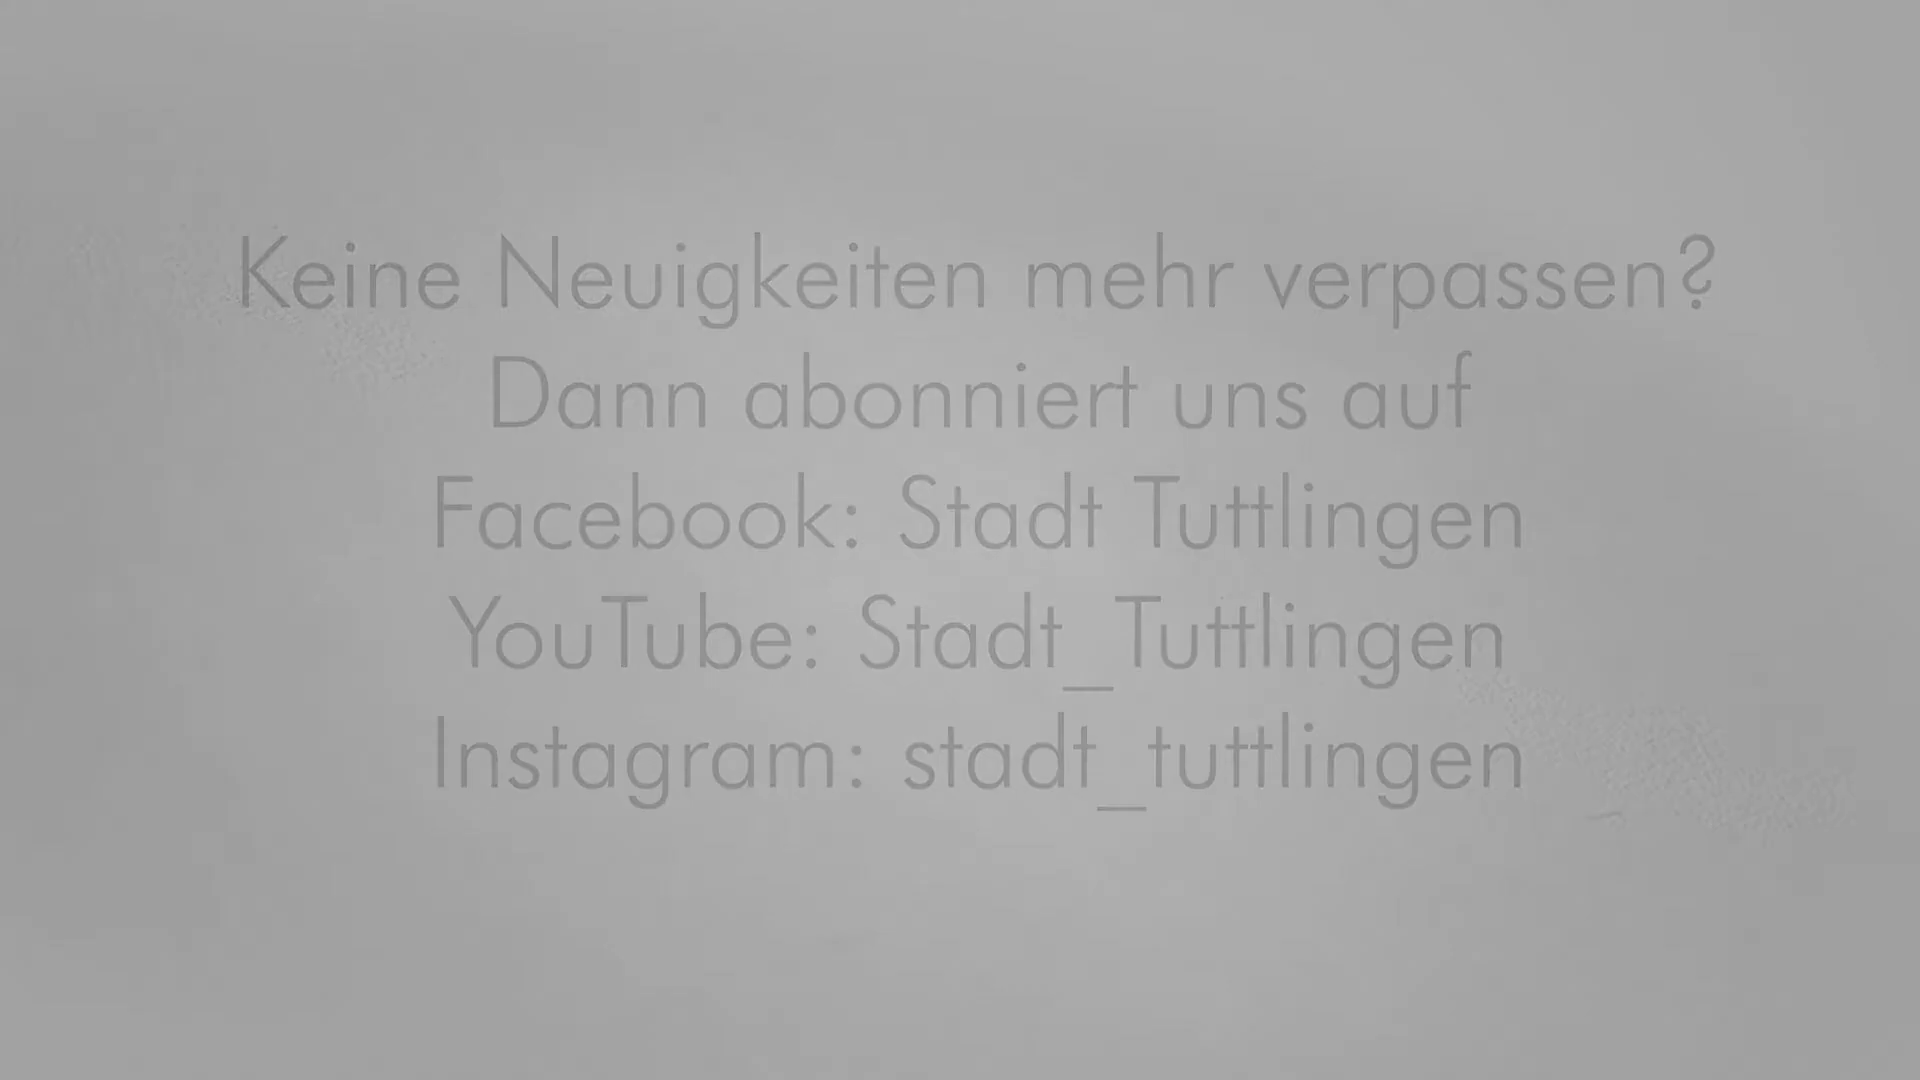 Keine Neuigkeiten mehr verpassen?
Dann abonniert uns auf
Facebook: Stadt Tuttlingen
YouTube: Stadt_Tuttlingen
Instagram: stadt_tuttlingen